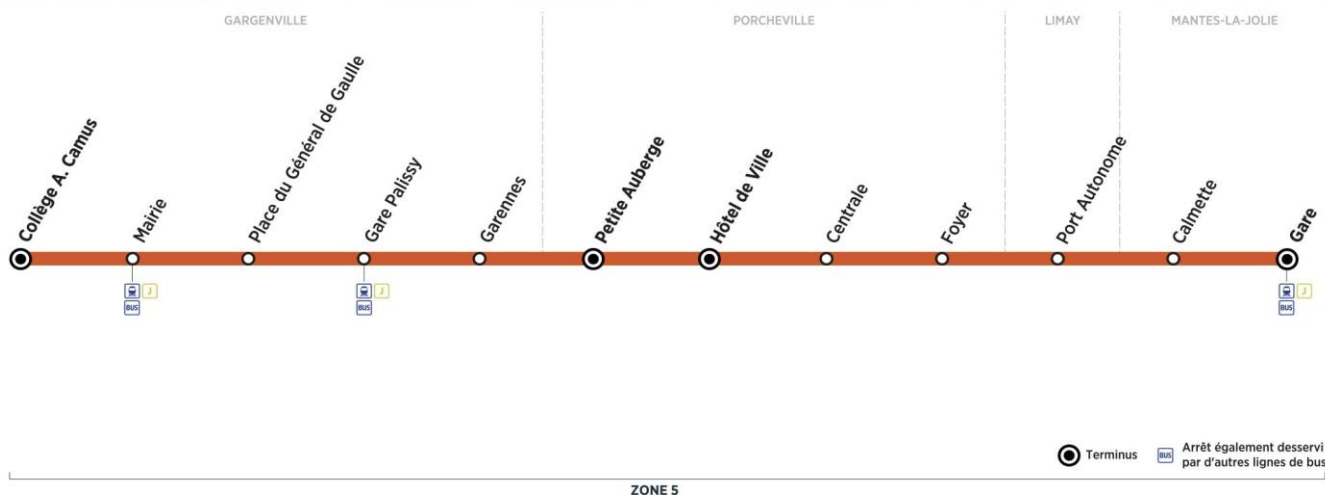 GARGENVILLE
PORCHEVILLE
LIMAY
MANTES-LA-JOLIE
Collège A. Camus
Mairie
Place du Général de Gaulle
Gare Palissy
Garennes
Petite Auberge
Hôtel de Ville
Centrale
Foyer
Port Autonome
Calmette
Gare
J
BUS
J
BUS
J
BUS
Terminus
BUS
Arrêt également desservi
par d'autres lignes de bus
ZONE 5